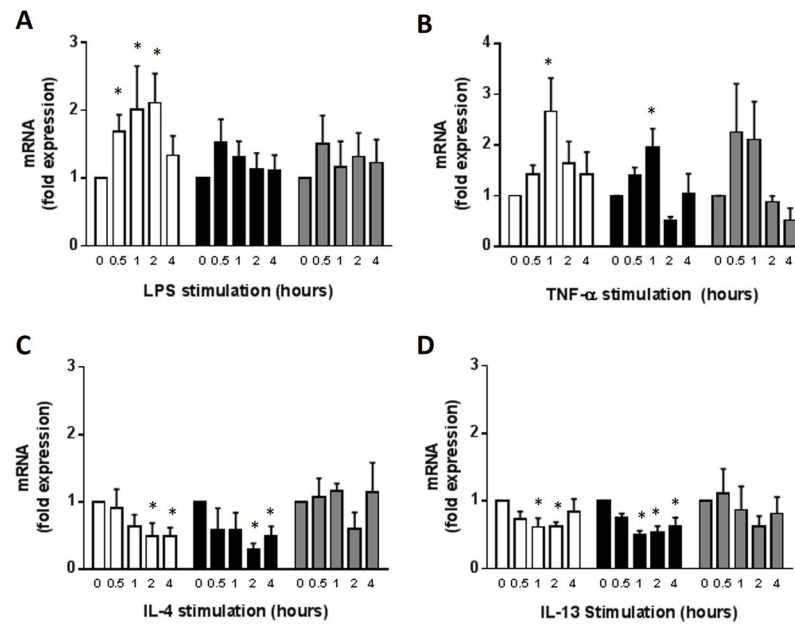 A
3
2
1
0
mRNA
(fold expression)
* * *
0 0.5 1 2 4 0 0.5 1 2 4 0 0.5 1 2 4
LPS stimulation (hours)
B
4
3
2
1
0
mRNA
(fold expression)
* *
0 0.5 1 2 4 0 0.5 1 2 4 0 0.5 1 2 4
TNF-α stimulation (hours)
C
3
2
1
0
mRNA
(fold expression)
* * * *
0 0.5 1 2 4 0 0.5 1 2 4 0 0.5 1 2 4
IL-4 stimulation (hours)
D
3
2
1
0
mRNA
(fold expression)
* * * * *
0 0.5 1 2 4 0 0.5 1 2 4 0 0.5 1 2 4
IL-13 Stimulation (hours)